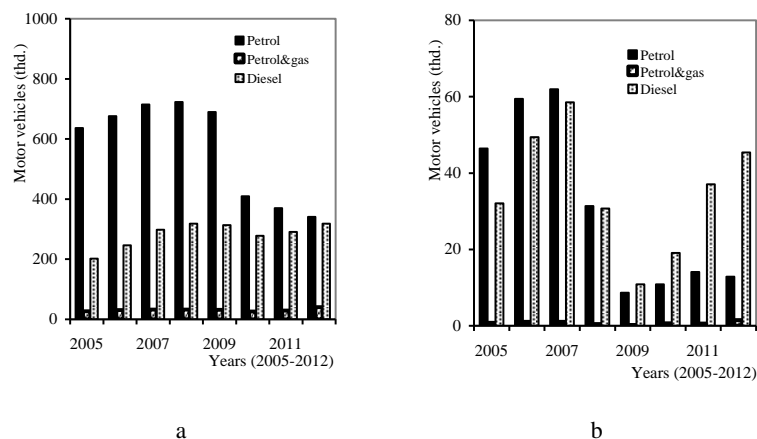 1000
800
600
400
200
0
Motor vehicles (thd.)
Petrol
Petrol&gas
Diesel
2005 2007 2009 2011
Years (2005-2012)
a
80
60
40
20
0
Motor vehicles (thd.)
Petrol
Petrol&gas
Diesel
2005 2007 2009 2011
Years (2005-2012)
b